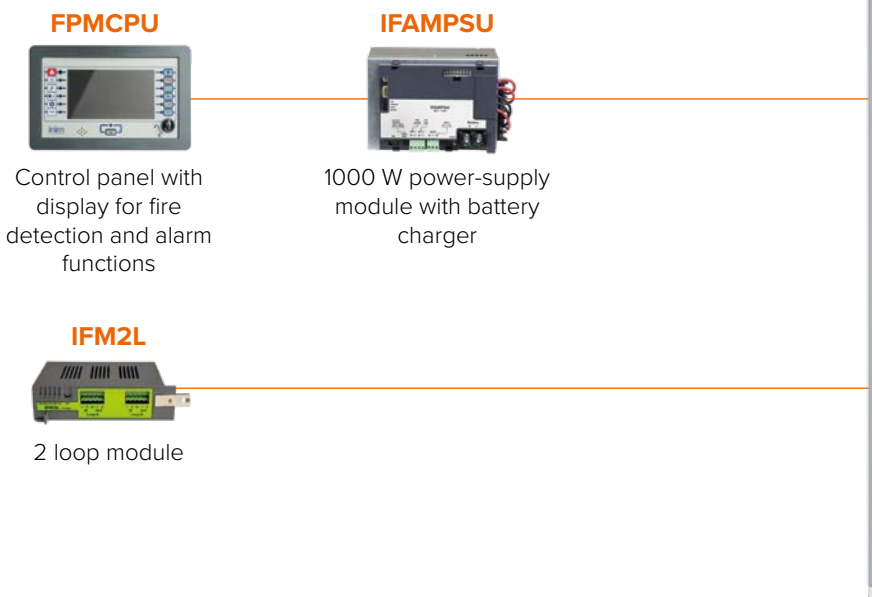 FPMCPU
Control panel with
display for fire
detection and alarm
functions
IFAMPSU
1000 W power-supply
module with battery
charger
IFM2L
2 loop module